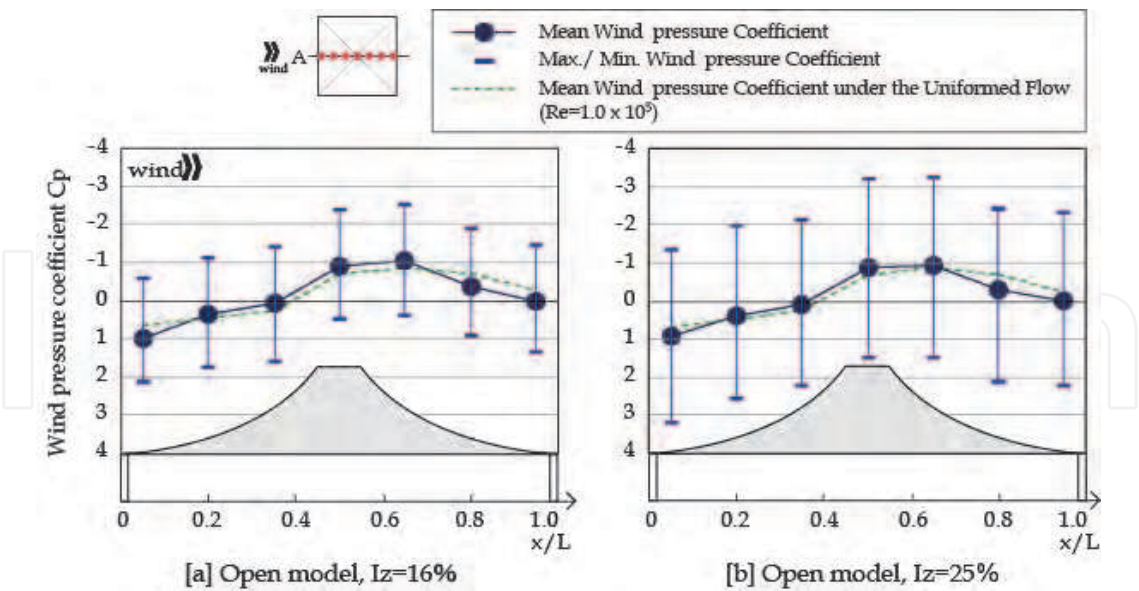 wind A
Mean Wind pressure Coefficient
Max./ Min. Wind pressure Coefficient
Mean Wind pressure Coefficient under the Uniformed Flow
(Re=1.0 x 10⁵)
Wind pressure coefficient Cp
-4
-3
-2
-1
0
1
2
3
4
wind
0 0.2 0.4 0.6 0.8 1.0
x/L
[a] Open model, Iz=16%
-4
-3
-2
-1
0
1
2
3
4
0 0.2 0.4 0.6 0.8 1.0
x/L
[b] Open model, Iz=25%